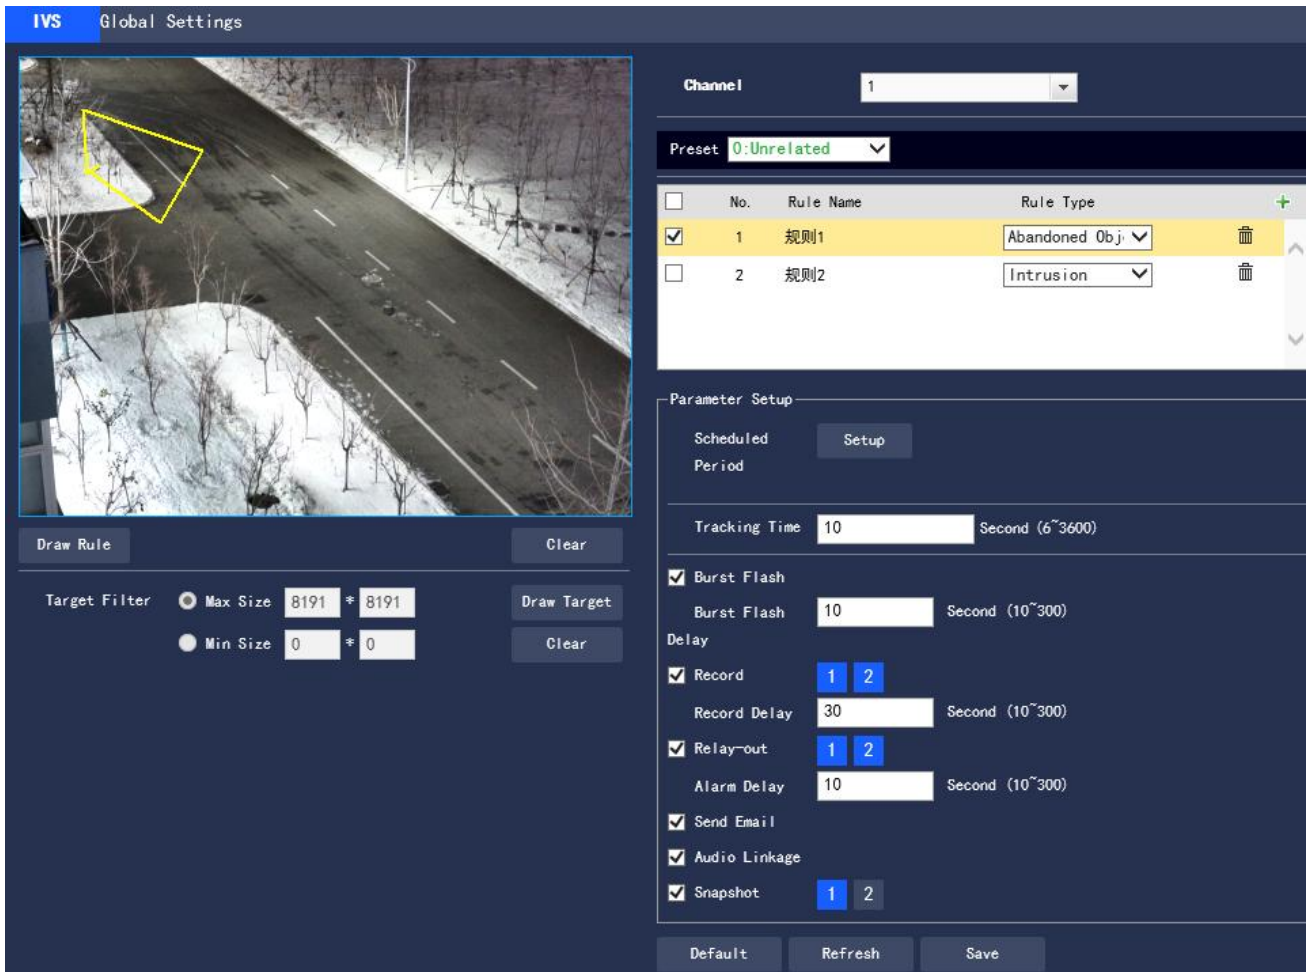 IVS Global Settings
Channel 1
Preset 0:Unrelated
No. Rule Name Rule Type +
1 规则1 Abandoned Obj
2 规则2 Intrusion
Parameter Setup
Scheduled Setup
Period
Tracking Time 10 Second (6~3600)
Draw Rule Clear
Target Filter Max Size 8191 * 8191 Draw Target
Min Size 0 * 0 Clear
Burst Flash
Burst Flash 10 Second (10~300)
Delay
Record 1 2
Record Delay 30 Second (10~300)
Relay-out 1 2
Alarm Delay 10 Second (10~300)
Send Email
Audio Linkage
Snapshot 1 2
Default Refresh Save